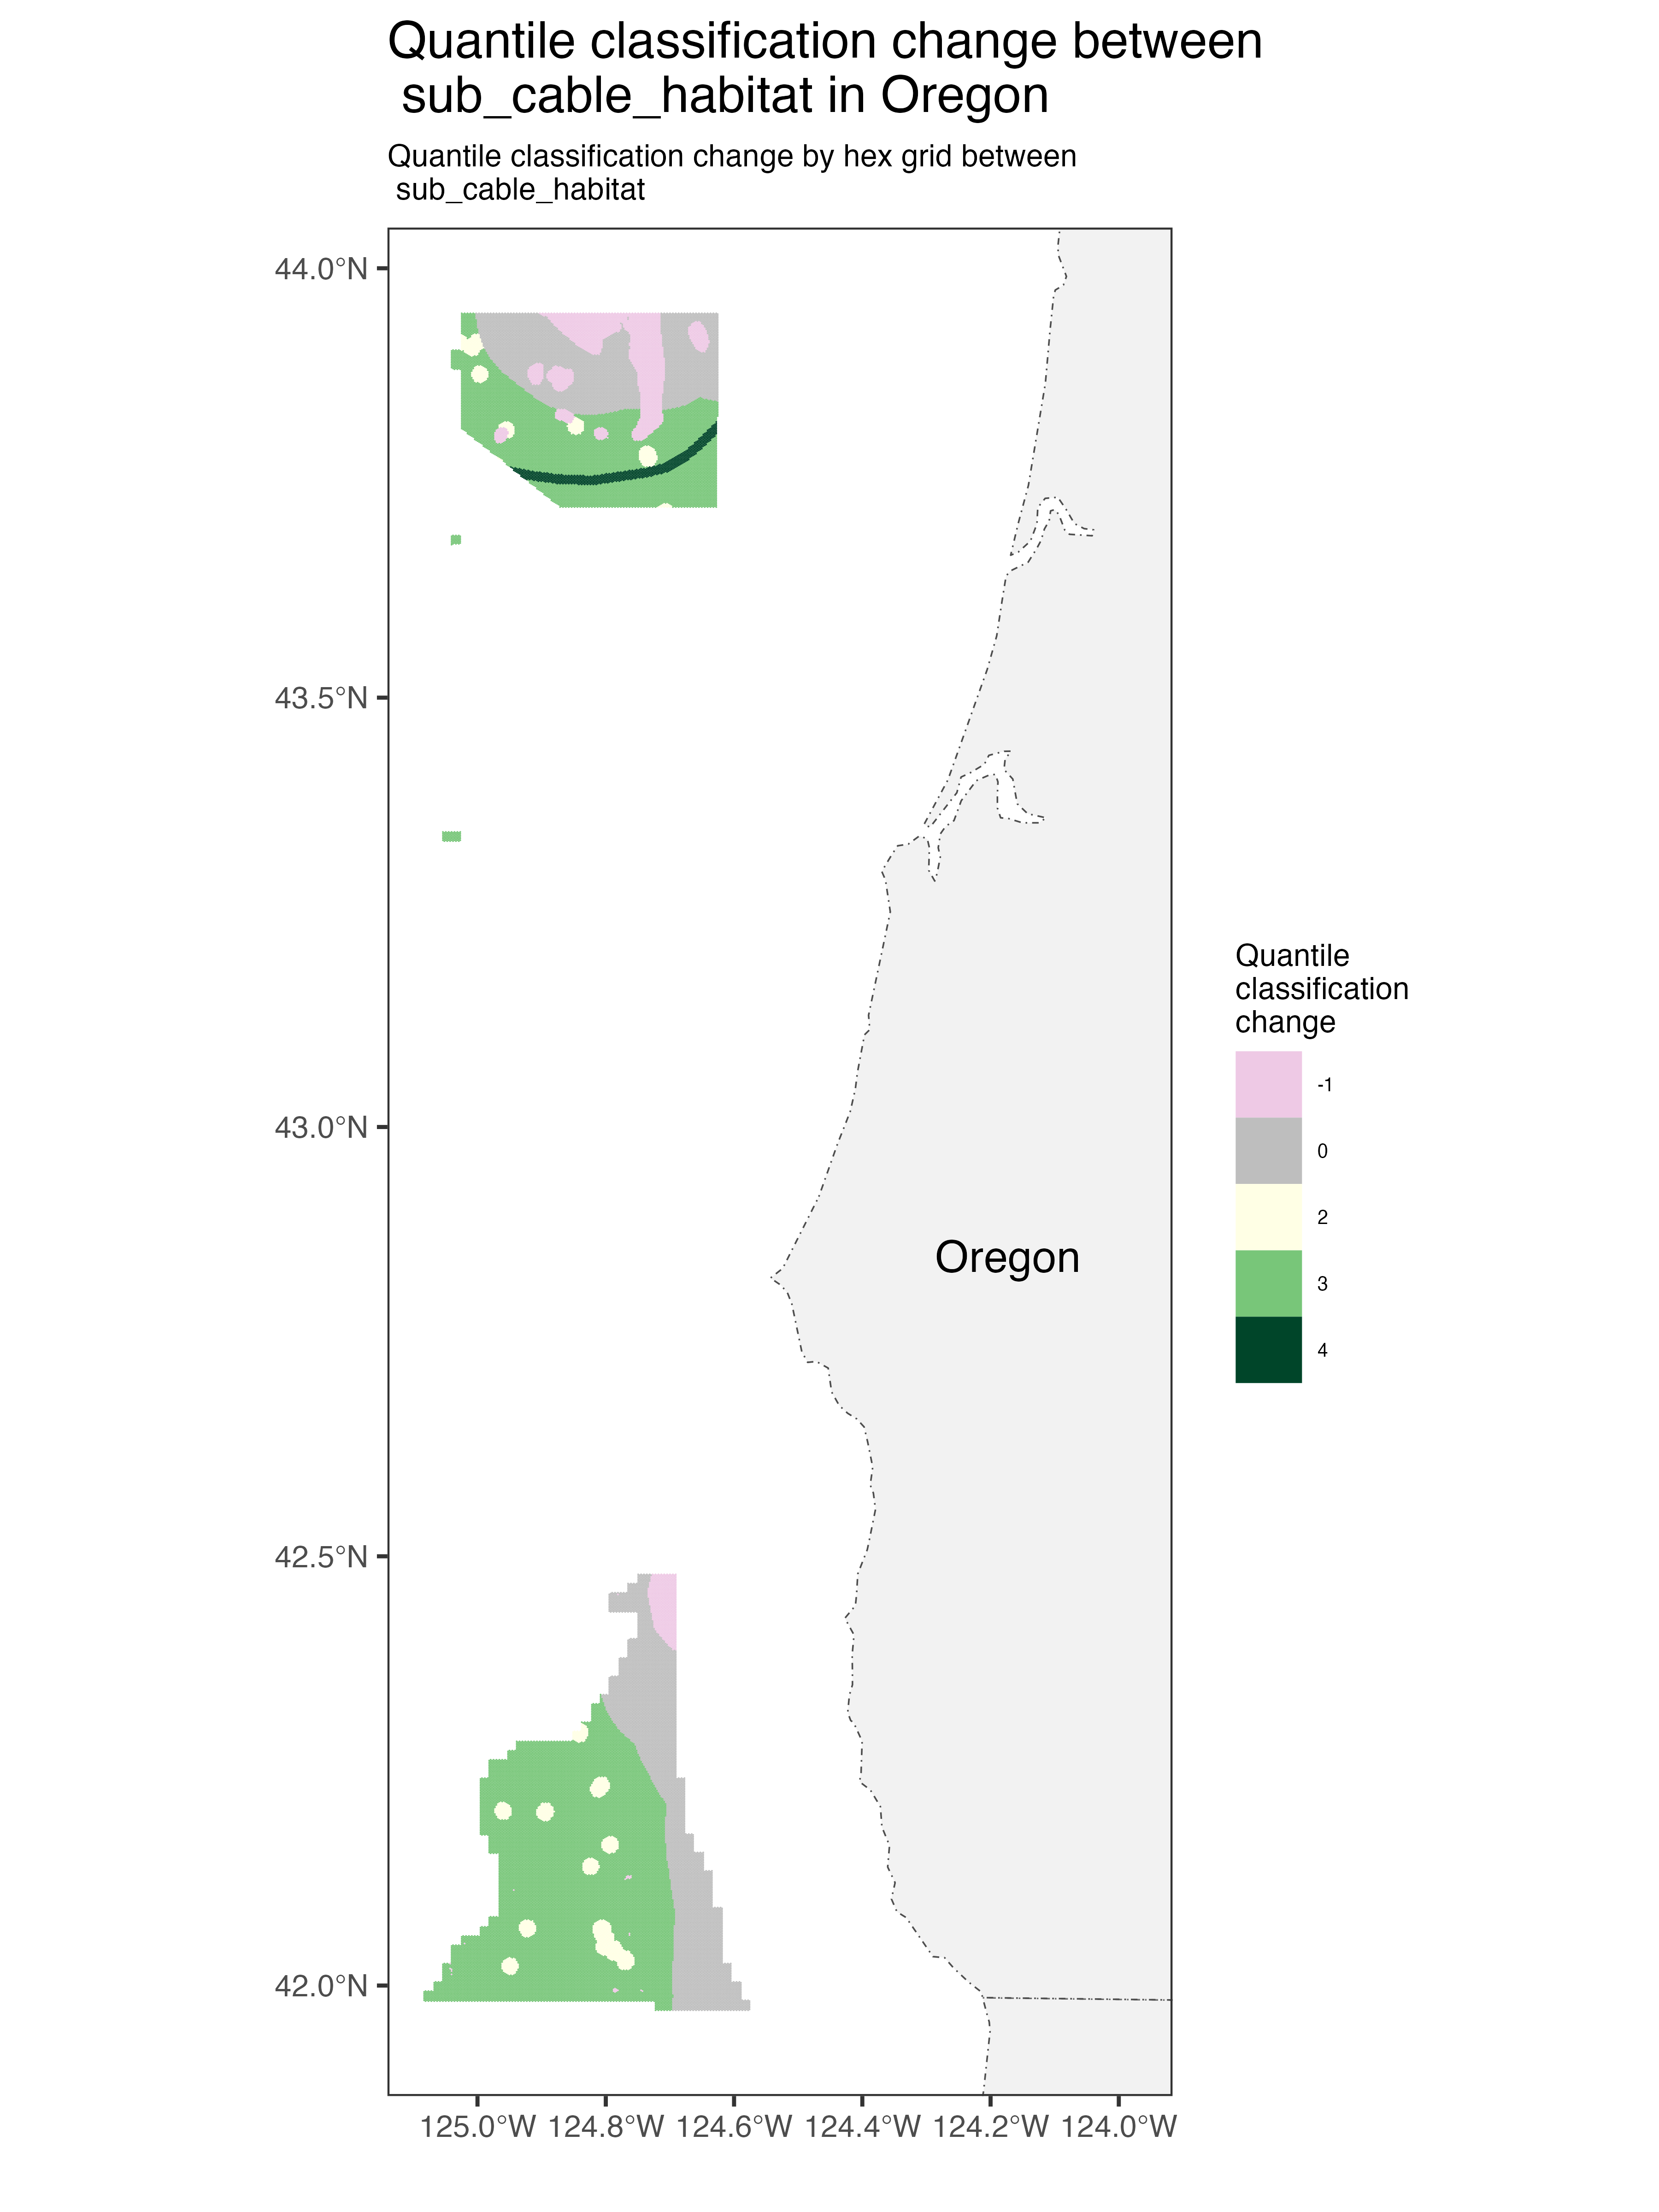 Quantile classification change between
sub_cable_habitat in Oregon
Quantile classification change by hex grid between
sub_cable_habitat
44.0°N
43.5°N
43.0°N
42.5°N
42.0°N
Oregon
125.0°W 124.8°W 124.6°W 124.4°W 124.2°W 124.0°W
Quantile
classification
change
-1
0
2
3
4